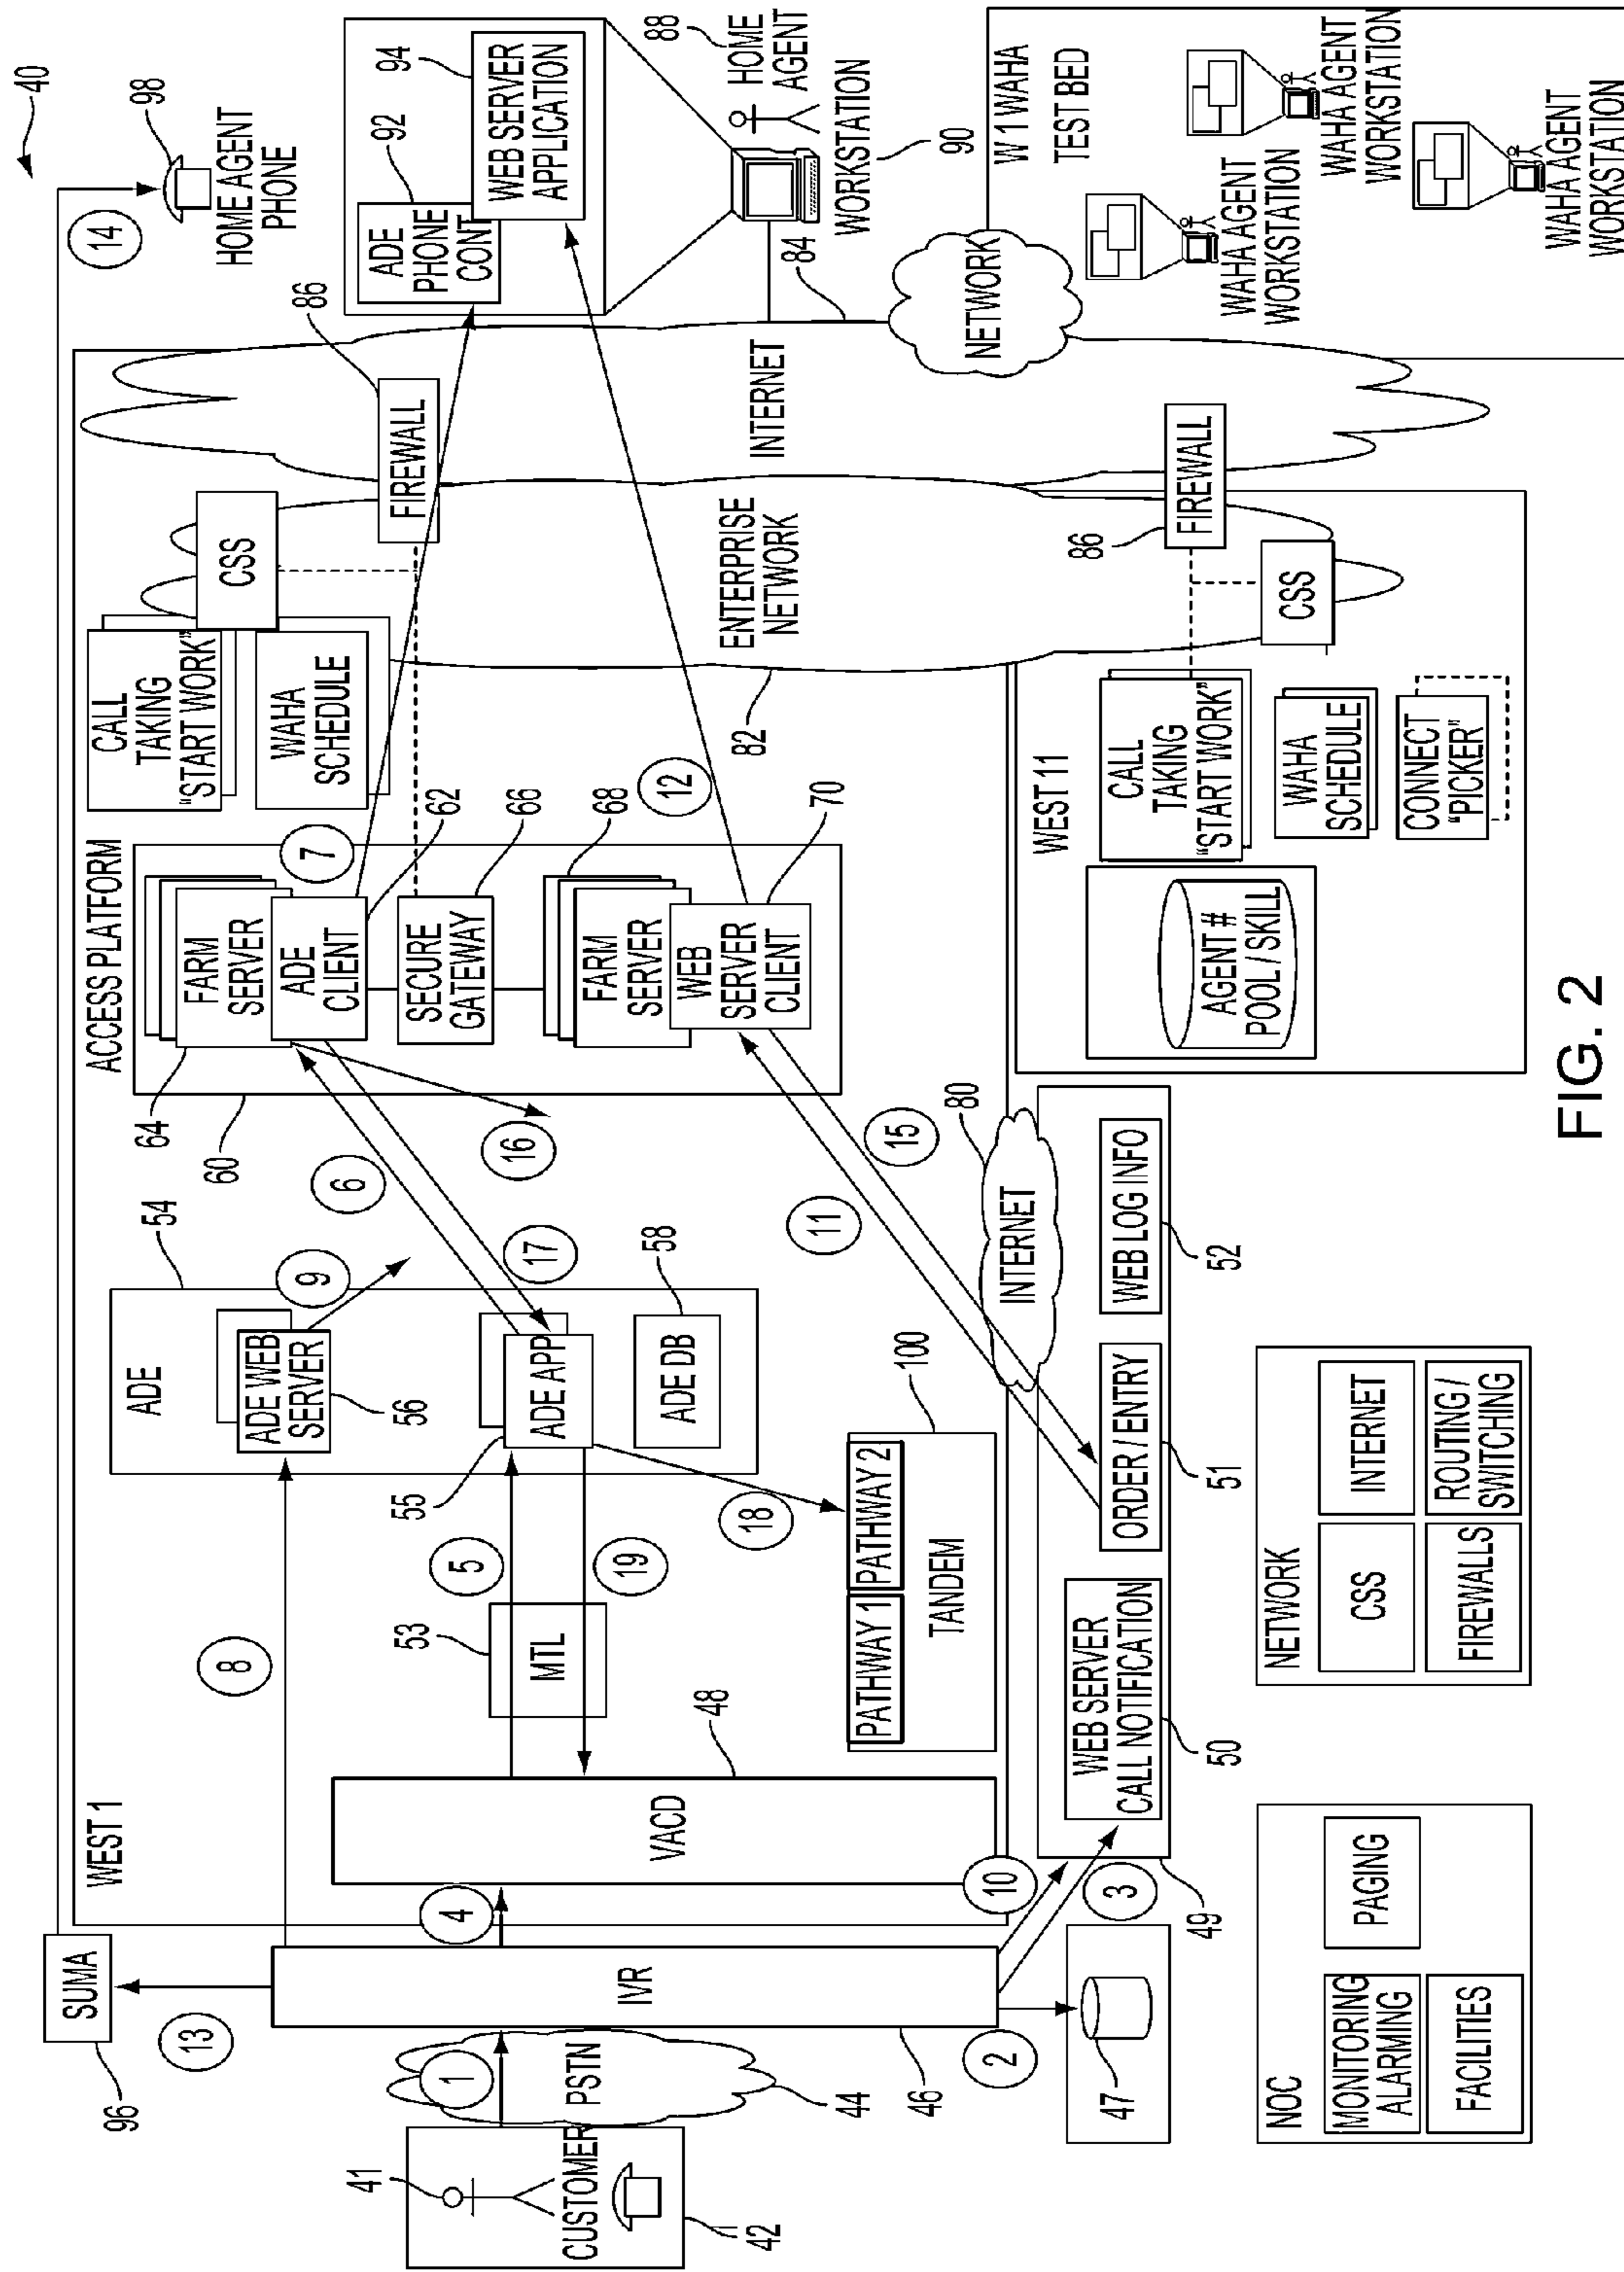 40
14
98
HOME AGENT
PHONE
SUMA
96
13
WEST 1
8
ADE
54
ADE WEB
SERVER
56
9
ACCESS PLATFORM
60
64
FARM
SERVER
ADE
CLIENT
7
62
CALL
TAKING
"START WORK"
WAHA
SCHEDULE
CSS
FIREWALL
86
ADE
PHONE
CONT
92
WEB SERVER
APPLICATION
94
88
HOME
AGENT
WORKSTATION
90
84
41
CUSTOMER
42
1
PSTN
44
IVR
46
4
VACD
48
5
MTL
53
19
55
ADE APP
ADE DB
58
6
17
16
18
SECURE
GATEWAY
66
68
FARM
SERVER
WEB
SERVER
CLIENT
70
12
ENTERPRISE
NETWORK
82
INTERNET
NETWORK
PATHWAY 1
PATHWAY 2
TANDEM
100
11
15
INTERNET
80
2
47
10
3
49
WEB SERVER
CALL NOTIFICATION
50
ORDER / ENTRY
51
WEB LOG INFO
52
WEST 11
AGENT #
POOL / SKILL
CALL
TAKING
"START WORK"
WAHA
SCHEDULE
CONNECT
"PICKER"
86
FIREWALL
CSS
W 1 WAHA
TEST BED
WAHA AGENT
WORKSTATION
WAHA AGENT
WORKSTATION
WAHA AGENT
WORKSTATION
NOC
MONITORING
ALARMING
PAGING
FACILITIES
NETWORK
CSS
INTERNET
FIREWALLS
ROUTING /
SWITCHING
FIG. 2